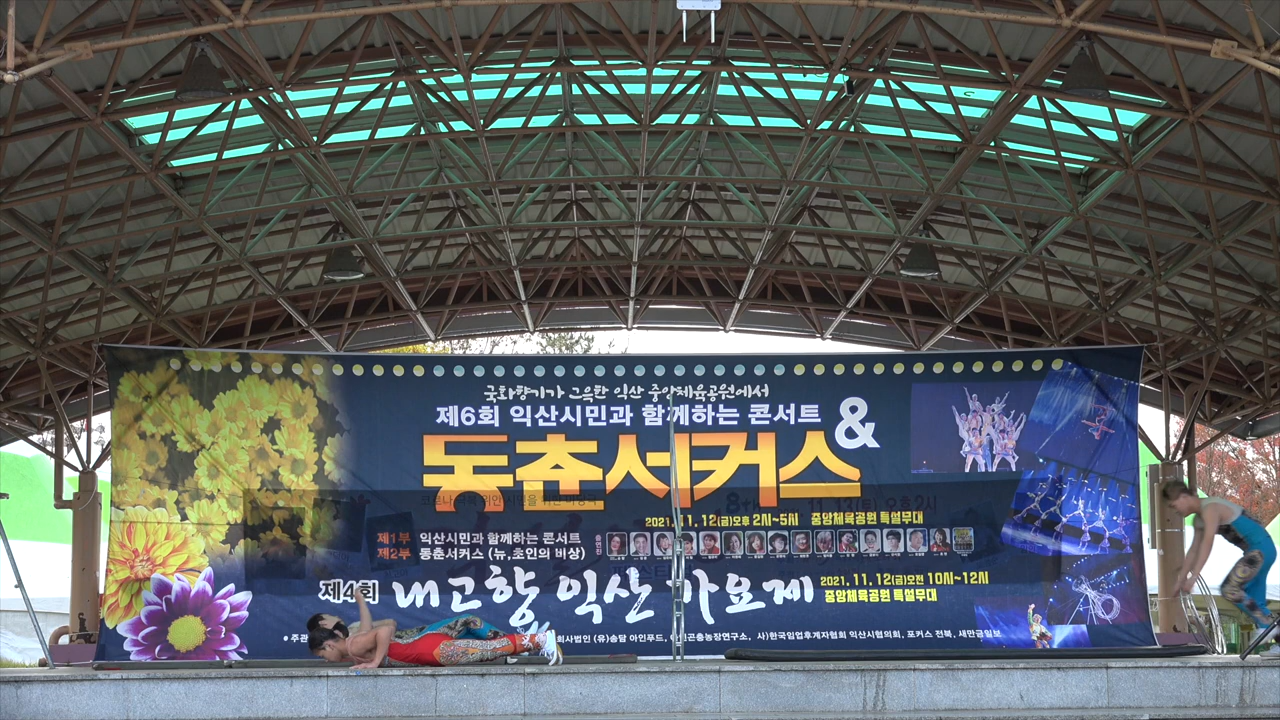 국화향기가 그윽한 익산 중앙체육공원에서
제6회 익산시민과 함께하는 콘서트 &
동춘서커스
2021. 11. 12(금)오후 2시~5시 중앙체육공원 특설무대
제1부 익산시민과 함께하는 콘서트
제2부 동춘서커스 (뉴,초인의 비상)
출연진
제4회 내고향 익산 가요제
2021. 11. 12(금)오전 10시~12시
중앙체육공원 특설무대
● 주관 회사법인 (유)송담 아인푸드, 곤충농장연구소, 사)한국임업후계자협회 익산시협의회, 포커스 전북, 새만금일보